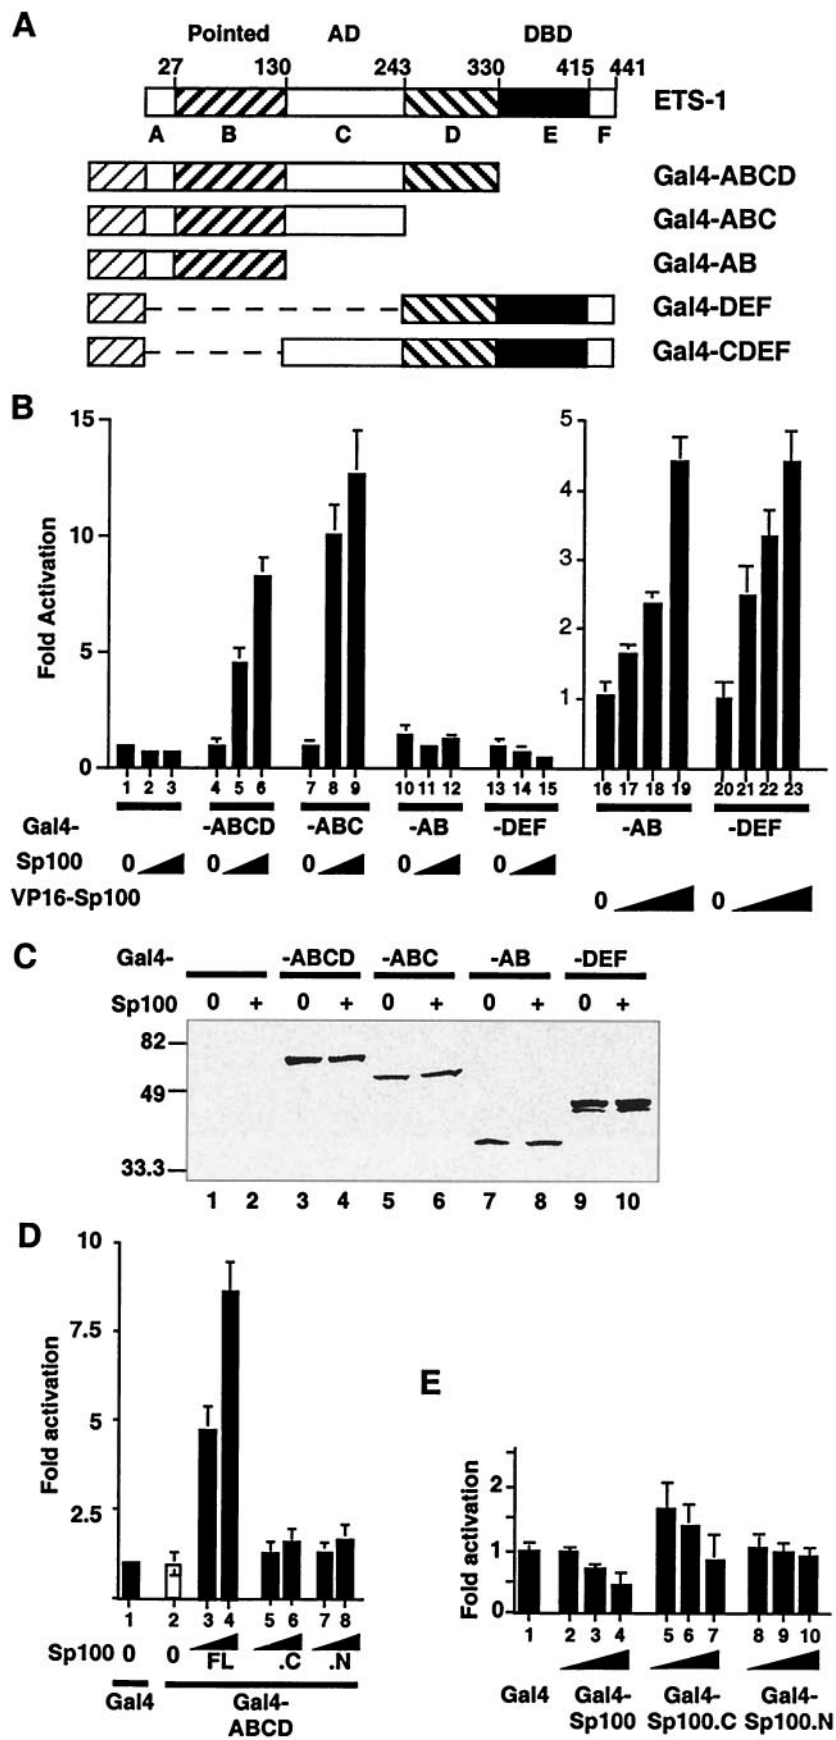 A
Pointed AD DBD
27 130 243 330 415 441
ETS-1
A B C D E F
Gal4-ABCD
Gal4-ABC
Gal4-AB
Gal4-DEF
Gal4-CDEF
B
Fold Activation
15
10
5
0
5
4
3
2
1
1 2 3 4 5 6 7 8 9 10 11 12 13 14 15 16 17 18 19 20 21 22 23
Gal4- -ABCD -ABC -AB -DEF -AB -DEF
Sp100 0 0 0 0 0
VP16-Sp100 0 0
C
Gal4- -ABCD -ABC -AB -DEF
Sp100 0 + 0 + 0 + 0 + 0 +
82
49
33.3
1 2 3 4 5 6 7 8 9 10
D
Fold activation
10
7.5
5
2.5
1 2 3 4 5 6 7 8
Sp100 0 0 FL .C .N
Gal4 Gal4-
ABCD
E
Fold activation
2
1
0
1 2 3 4 5 6 7 8 9 10
Gal4 Gal4- Gal4- Gal4-
Sp100 Sp100.C Sp100.N